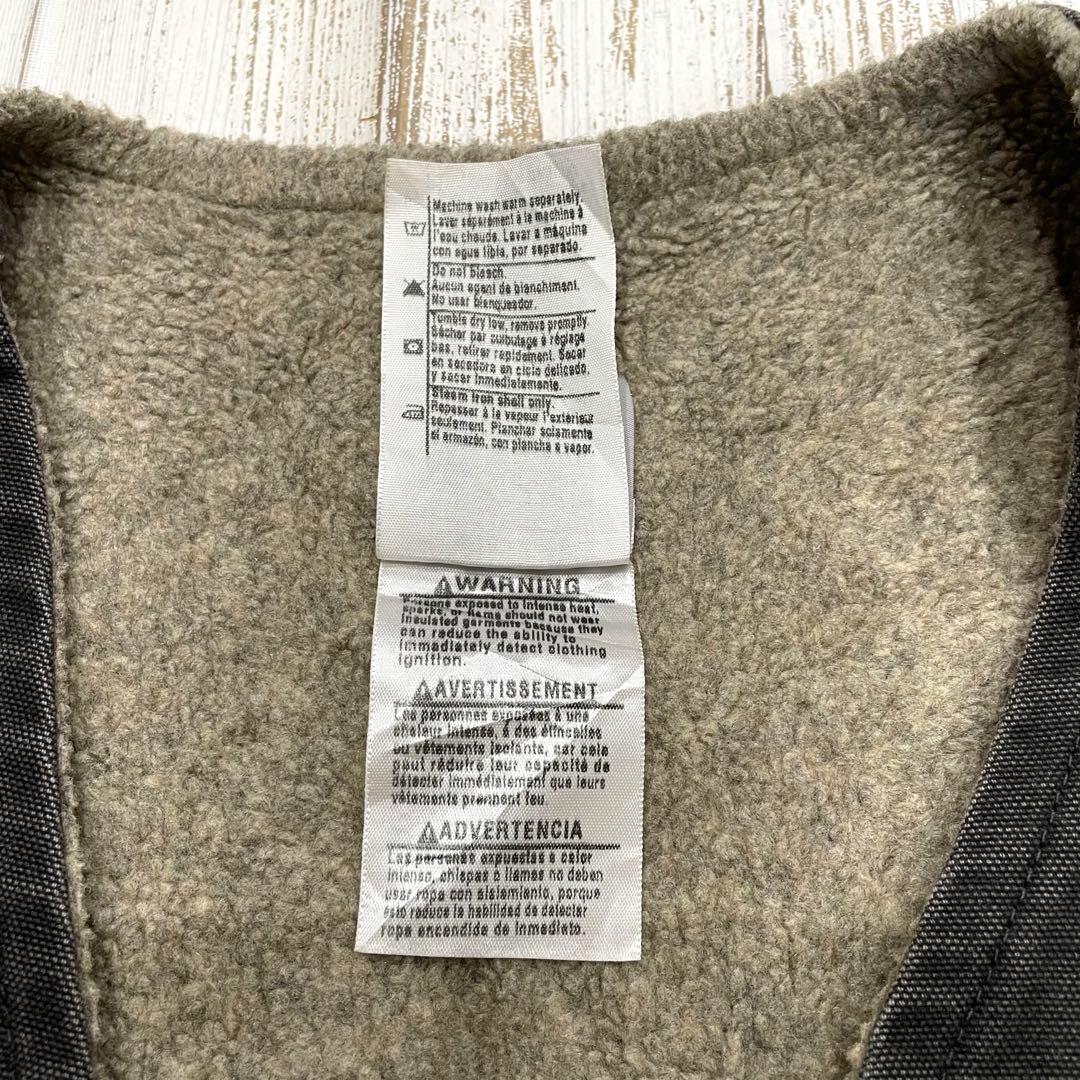 Machine wash warm separately.
Laver séparément à la machine à
l'eau chaude. Lavar a máquina
con agua tibia, por separado.
Do not bleach.
Aucun agent de blanchiment.
No usar blanqueador.
Tumble dry low, remove promptly.
Sécher par culbutage à réglage
bas, retirer rapidement. Secar
en secadora en ciclo delicado,
y sacar inmediatamente.
Steam iron shell only.
Repasser à la vapeur l'extérieur
seulement. Planchar solamente
el armazón, con plancha a vapor.
WARNING
Persons exposed to intense heat,
sparks, or flame should not wear
insulated garments because they
can reduce the ability to
immediately detect clothing
ignition.
AVERTISSEMENT
Les personnes exposées à une
chaleur intense, à des étincelles
ou vêtements isolants, car cela
peut réduire leur capacité de
détecter immédiatement que leurs
vêtements prennent feu.
ADVERTENCIA
Las personas expuestas a calor
intenso, chispas o llamas no deben
usar ropa con aislamiento, porque
ésto reduce la habilidad de detectar
ropa encendida de inmediato.